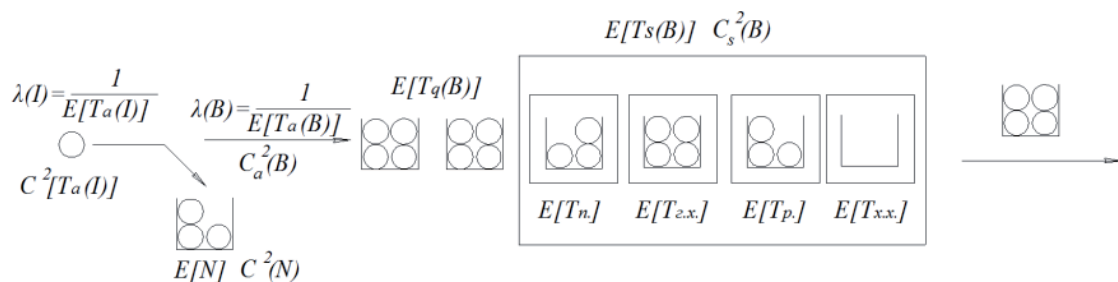 E[Ts(B)] C_s^2(B)
λ(I)=1/E[Ta(I)]
λ(B)=1/E[Ta(B)]
E[Tq(B)]
C_a^2(B)
C^2[Ta(I)]
E[Tп.] E[Tг.х.] E[Tр.] E[Tх.х.]
E[N] C^2(N)